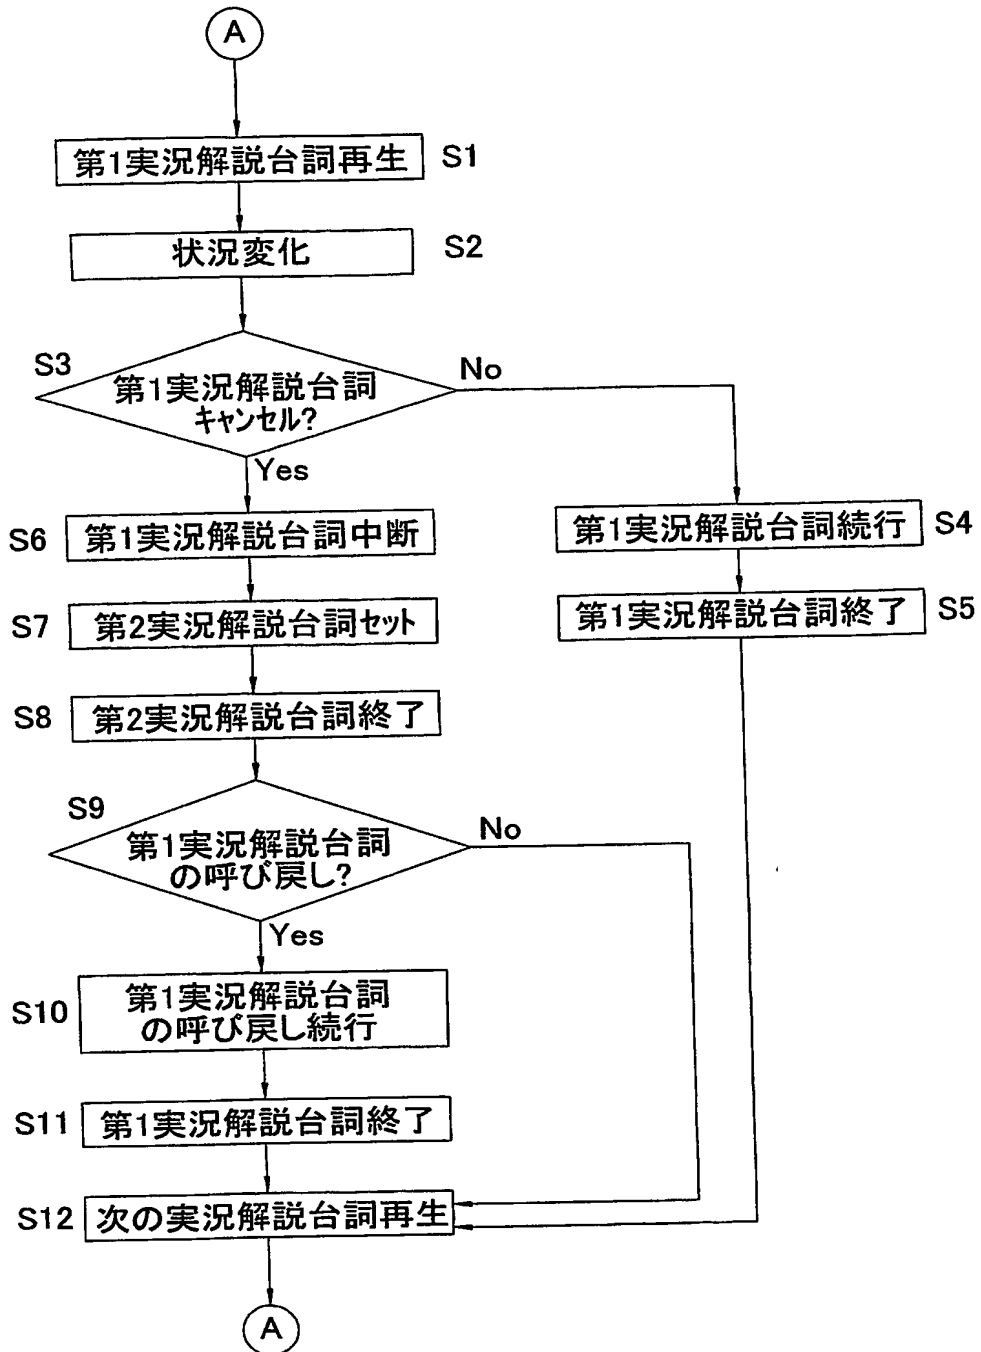 A
第1実況解説台詞再生 S1
状況変化 S2
S3
第1実況解説台詞
キャンセル?
No
Yes
S6 第1実況解説台詞中断
第1実況解説台詞続行 S4
S7 第2実況解説台詞セット
第1実況解説台詞終了 S5
S8 第2実況解説台詞終了
S9
第1実況解説台詞
の呼び戻し?
No
Yes
S10
第1実況解説台詞
の呼び戻し続行
S11 第1実況解説台詞終了
S12 次の実況解説台詞再生
A